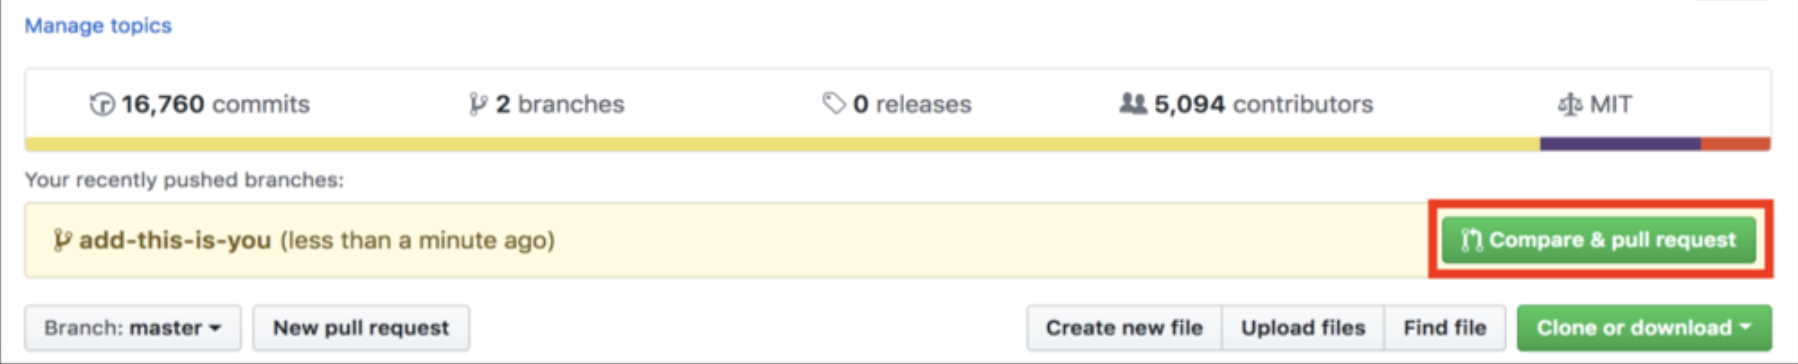 Manage topics
16,760 commits 2 branches 0 releases 5,094 contributors MIT
Your recently pushed branches:
add-this-is-you (less than a minute ago) Compare & pull request
Branch: master New pull request Create new file Upload files Find file Clone or download